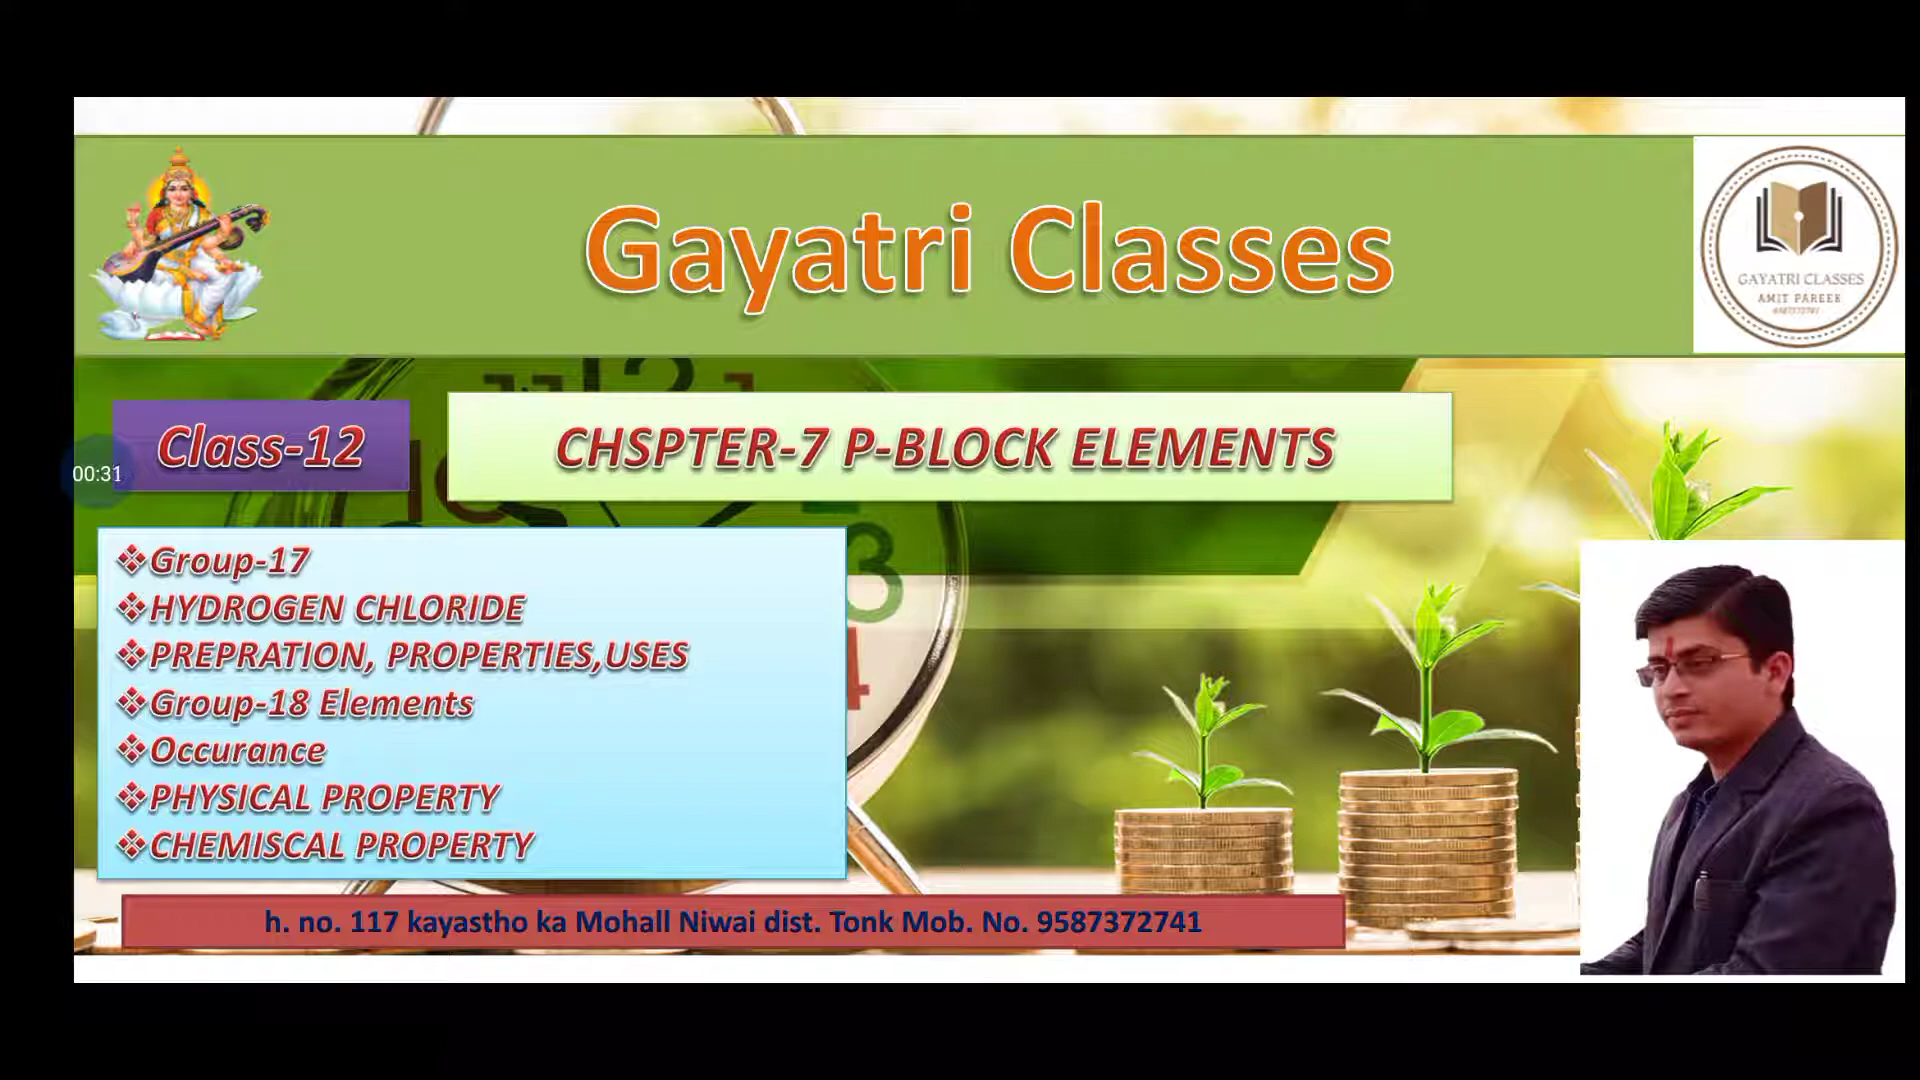 Gayatri Classes
GAYATRI CLASSES
AMIT PAREEK
Class-12
CHSPTER-7 P-BLOCK ELEMENTS
00:31
Group-17
HYDROGEN CHLORIDE
PREPRATION, PROPERTIES,USES
Group-18 Elements
Occurance
PHYSICAL PROPERTY
CHEMISCAL PROPERTY
h. no. 117 kayastho ka Mohall Niwai dist. Tonk Mob. No. 9587372741